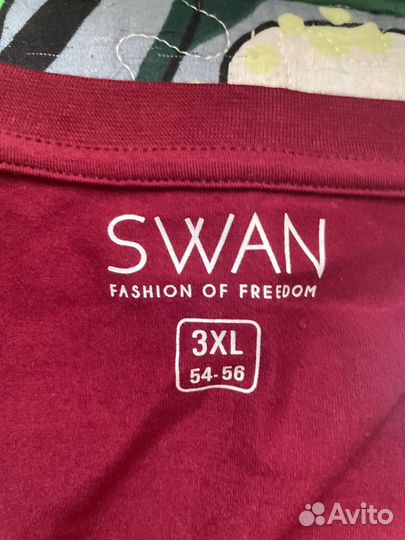 SWAN
FASHION OF FREEDOM
3XL
54-56
Avito